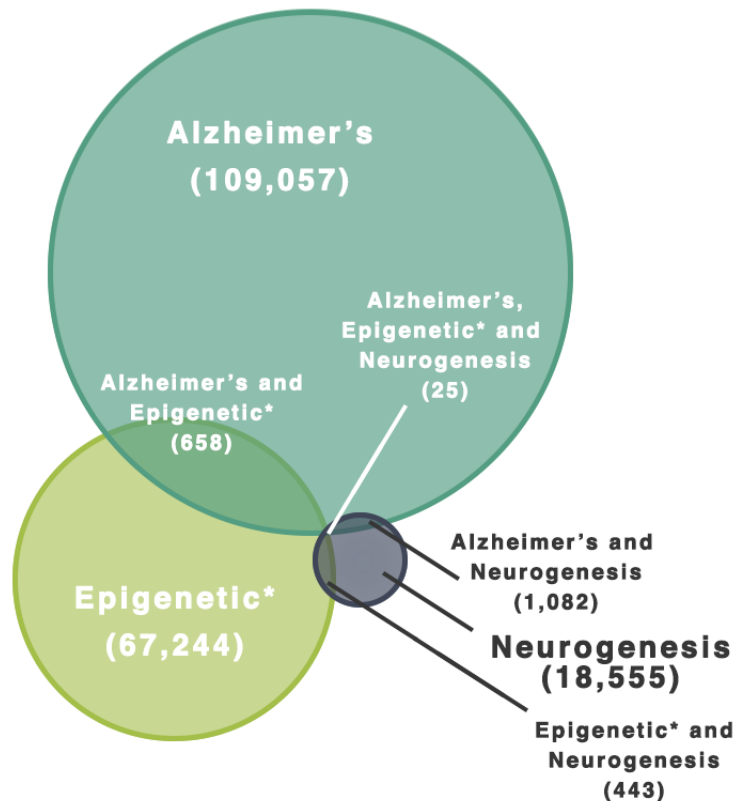 Alzheimer's
(109,057)
Alzheimer's,
Epigenetic* and
Neurogenesis
(25)
Alzheimer's and
Epigenetic*
(658)
Alzheimer's and
Neurogenesis
(1,082)
Epigenetic*
(67,244)
Neurogenesis
(18,555)
Epigenetic* and
Neurogenesis
(443)